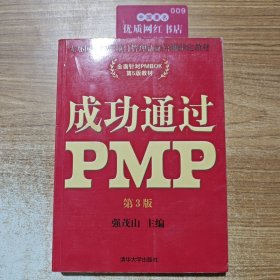 009
优质网红书店
全面针对PMBOK
第5版教材
成功通过
PMP
第3版
强茂山 主编
清华大学出版社